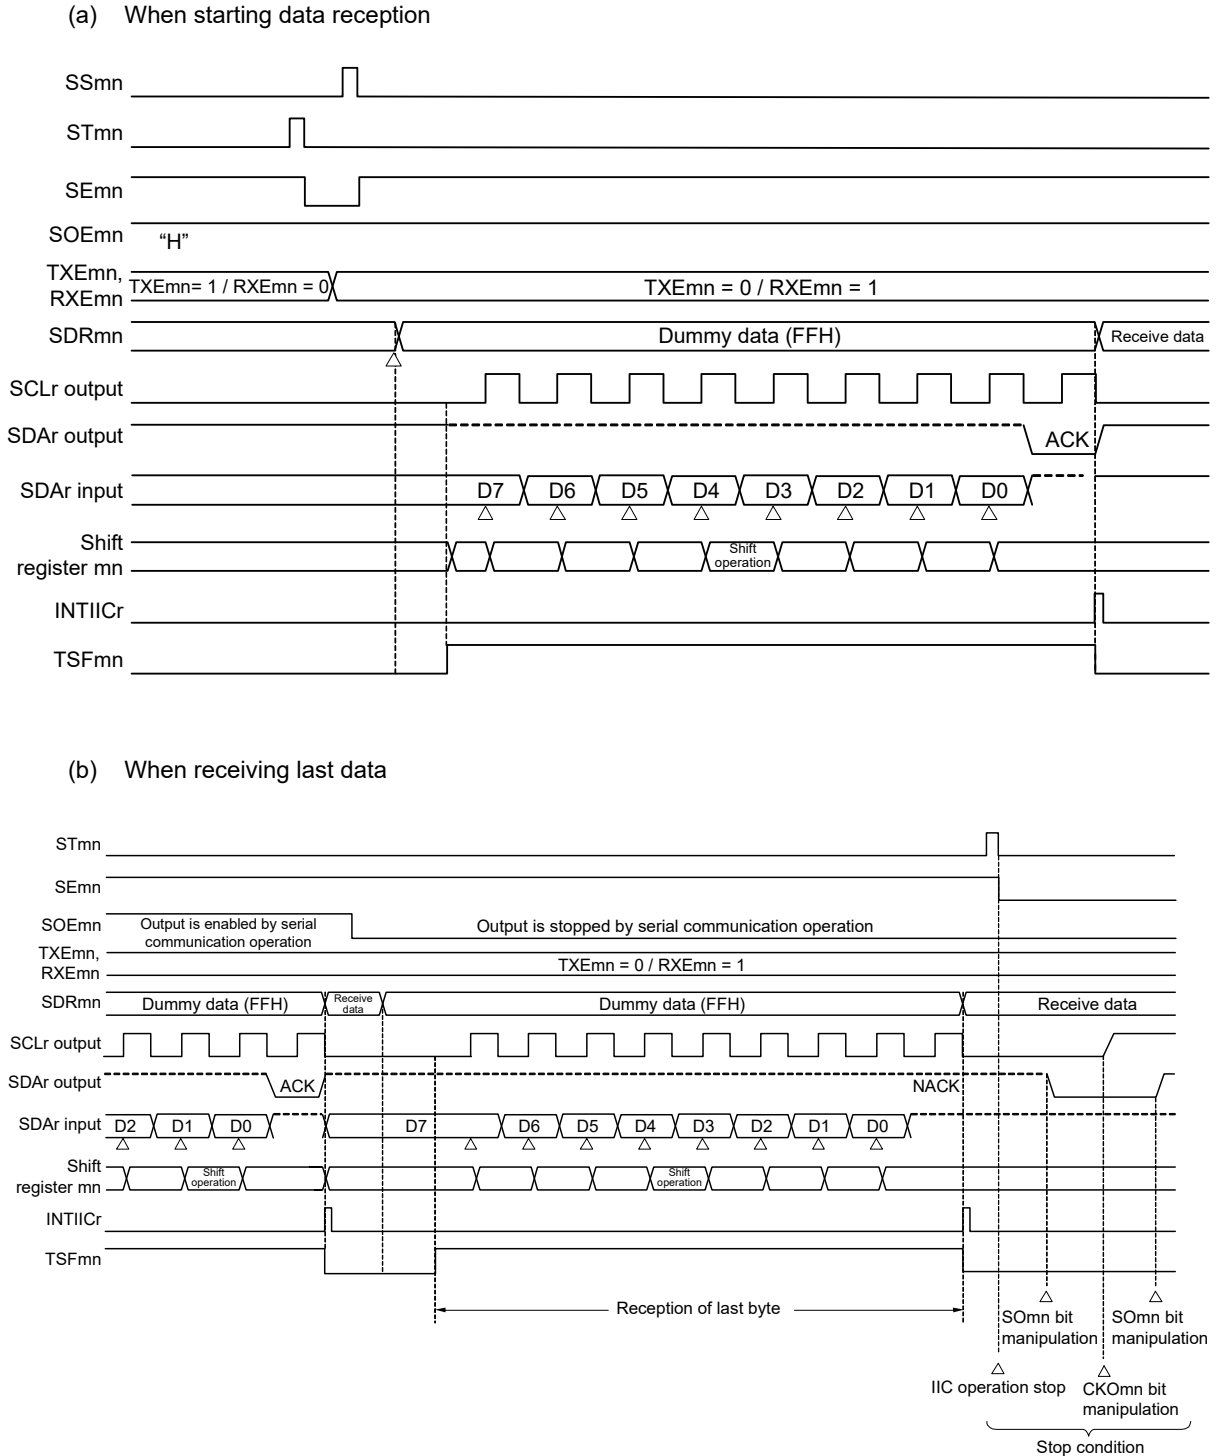 (a) When starting data reception
SSmn
STmn
SEmn
SOEmn “H”
TXEmn,
RXEmn
TXEmn= 1 / RXEmn = 0 TXEmn = 0 / RXEmn = 1
SDRmn Dummy data (FFH) Receive data
SCLr output
SDAr output ACK
SDAr input D7 D6 D5 D4 D3 D2 D1 D0
Shift
register mn
Shift
operation
INTIICr
TSFmn
(b) When receiving last data
STmn
SEmn
SOEmn
Output is enabled by serial
communication operation
Output is stopped by serial communication operation
TXEmn,
RXEmn
TXEmn = 0 / RXEmn = 1
SDRmn Dummy data (FFH)
Receive
data
Dummy data (FFH) Receive data
SCLr output
SDAr output ACK NACK
SDAr input D2 D1 D0 D7 D6 D5 D4 D3 D2 D1 D0
Shift
register mn
Shift
operation
Shift
operation
INTIICr
TSFmn
Reception of last byte
SOmn bit
manipulation
SOmn bit
manipulation
IIC operation stop
CKOmn bit
manipulation
Stop condition